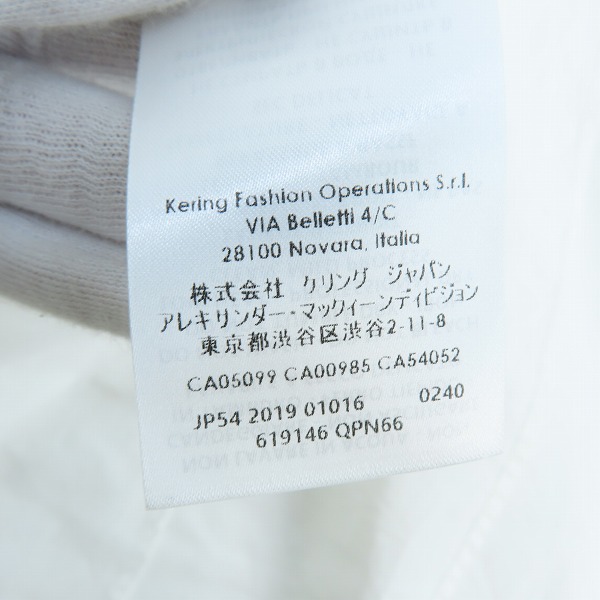 Kering Fashion Operations S.r.l.
VIA Belletti 4/C
28100 Novara, Italia
株式会社 ケリング ジャパン
アレキサンダー・マックイーンディビジョン
東京都渋谷区渋谷2-11-8
CA05099 CA00985 CA54052
JP54 2019 01016 0240
619146 QPN66